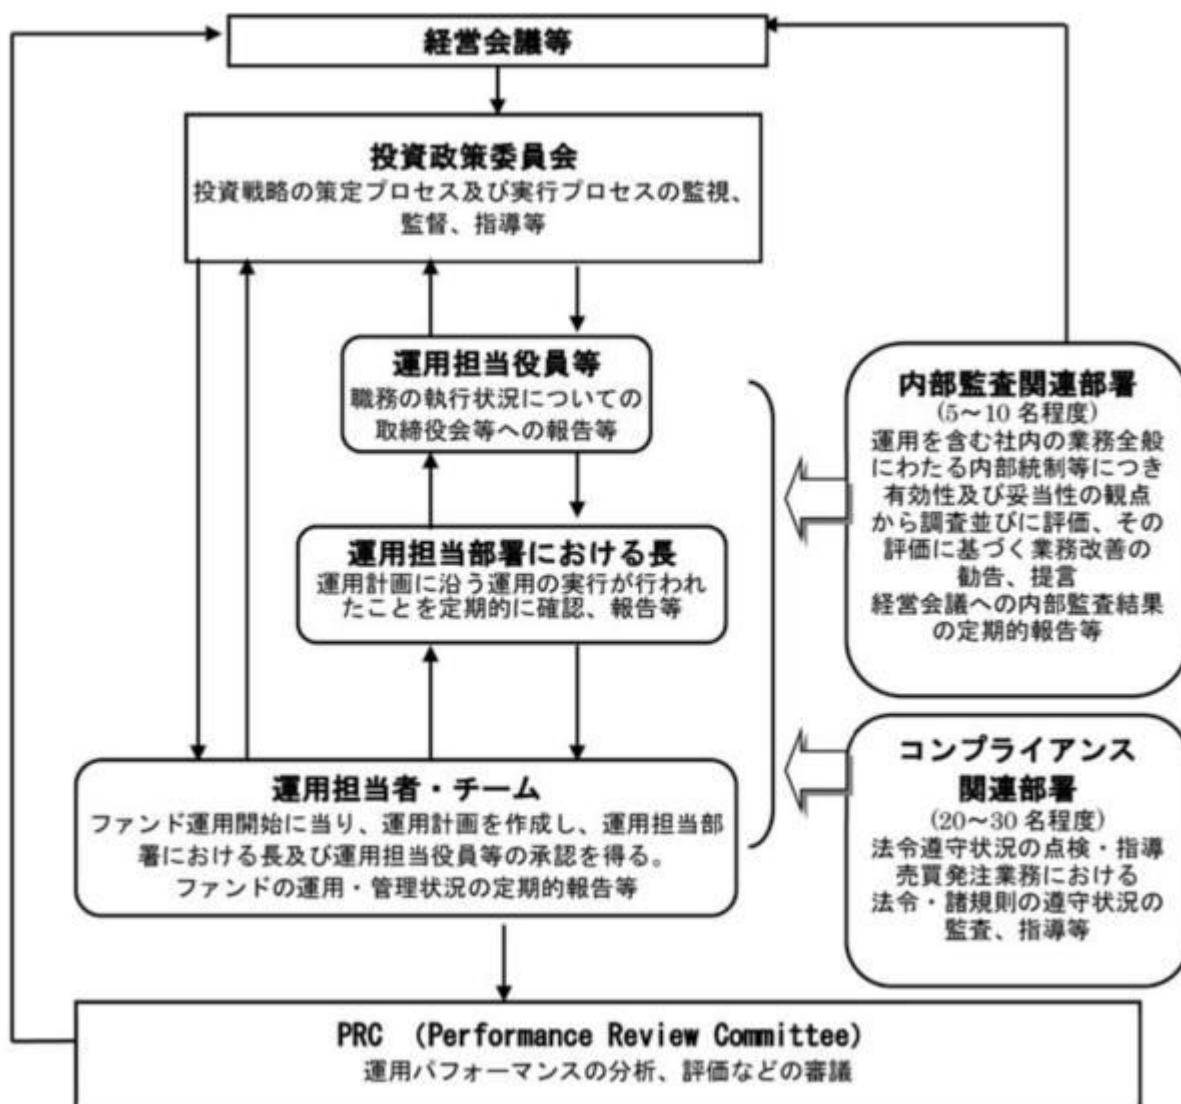 経営会議等
投資政策委員会
投資戦略の策定プロセス及び実行プロセスの監視、
監督、指導等
運用担当役員等
職務の執行状況についての
取締役会等への報告等
運用担当部署における長
運用計画に沿う運用の実行が行われ
たことを定期的に確認、報告等
運用担当者・チーム
ファンド運用開始に当り、運用計画を作成し、運用担当部
署における長及び運用担当役員等の承認を得る。
ファンドの運用・管理状況の定期的報告等
内部監査関連部署
(5～10 名程度)
運用を含む社内の業務全般
にわたる内部統制等につき
有効性及び妥当性の観点
から調査並びに評価、その
評価に基づく業務改善の
勧告、提言
経営会議への内部監査結果
の定期的報告等
コンプライアンス
関連部署
(20～30 名程度)
法令遵守状況の点検・指導
売買発注業務における
法令・諸規則の遵守状況の
監査、指導等
PRC (Performance Review Committee)
運用パフォーマンスの分析、評価などの審議